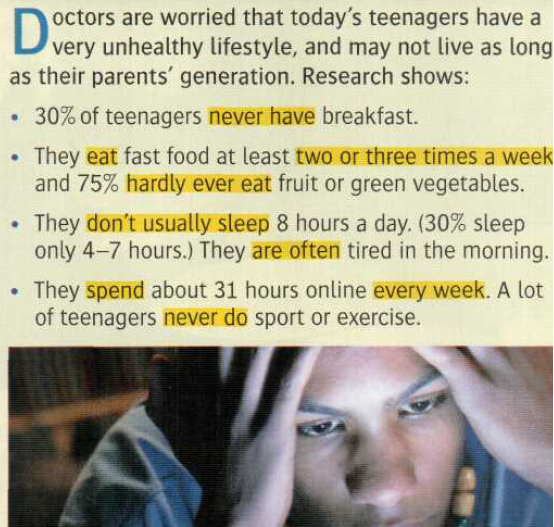 Doctors are worried that today's teenagers have a
very unhealthy lifestyle, and may not live as long
as their parents' generation. Research shows:
• 30% of teenagers never have breakfast.
• They eat fast food at least two or three times a week
and 75% hardly ever eat fruit or green vegetables.
• They don't usually sleep 8 hours a day. (30% sleep
only 4–7 hours.) They are often tired in the morning.
• They spend about 31 hours online every week. A lot
of teenagers never do sport or exercise.